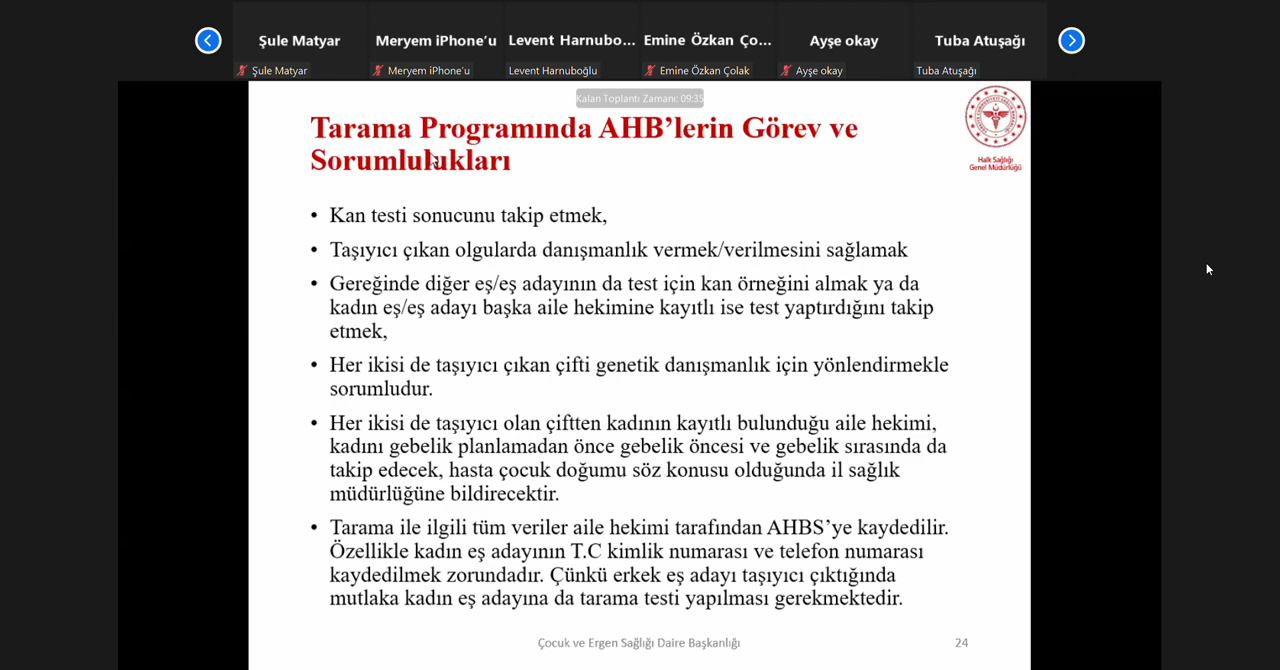 Şule Matyar
Meryem iPhone'u
Levent Harnubo...
Emine Özkan Ço...
Ayşe okay
Tuba Atuşağı
Şule Matyar
Meryem iPhone'u
Levent Harnuboğlu
Emine Özkan Çolak
Ayşe okay
Tuba Atuşağı
Kalan Toplantı Zamanı: 09:35
Tarama Programında AHB’lerin Görev ve
Sorumlulukları
Halk Sağlığı
Genel Müdürlüğü
• Kan testi sonucunu takip etmek,
• Taşıyıcı çıkan olgularda danışmanlık vermek/verilmesini sağlamak
• Gereğinde diğer eş/eş adayının da test için kan örneğini almak ya da
kadın eş/eş adayı başka aile hekimine kayıtlı ise test yaptırdığını takip
etmek,
• Her ikisi de taşıyıcı çıkan çifti genetik danışmanlık için yönlendirmekle
sorumludur.
• Her ikisi de taşıyıcı olan çiftten kadının kayıtlı bulunduğu aile hekimi,
kadını gebelik planlamadan önce gebelik öncesi ve gebelik sırasında da
takip edecek, hasta çocuk doğumu söz konusu olduğunda il sağlık
müdürlüğüne bildirecektir.
• Tarama ile ilgili tüm veriler aile hekimi tarafından AHBS’ye kaydedilir.
Özellikle kadın eş adayının T.C kimlik numarası ve telefon numarası
kaydedilmek zorundadır. Çünkü erkek eş adayı taşıyıcı çıktığında
mutlaka kadın eş adayına da tarama testi yapılması gerekmektedir.
Çocuk ve Ergen Sağlığı Daire Başkanlığı
24